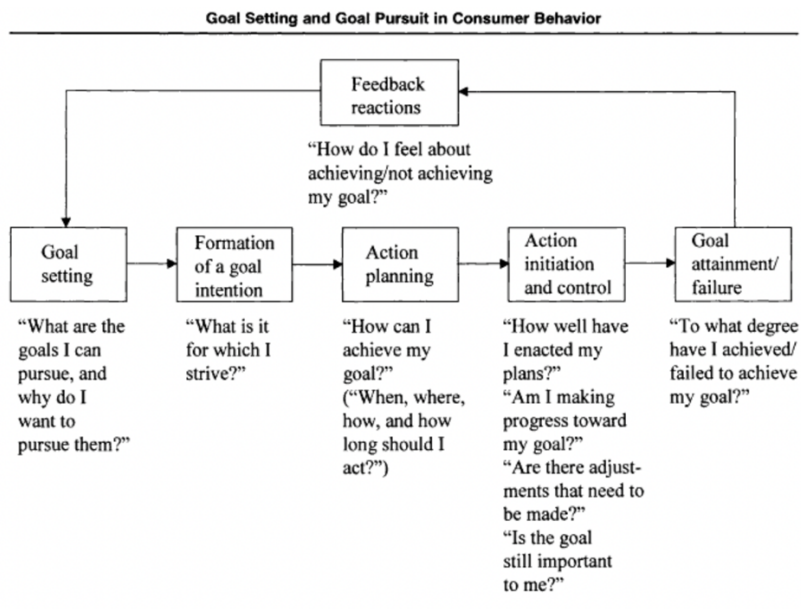 Goal Setting and Goal Pursuit in Consumer Behavior
Feedback
reactions
“How do I feel about
achieving/not achieving
my goal?”
Goal
setting
“What are the
goals I can
pursue, and
why do I
want to
pursue them?”
Formation
of a goal
intention
“What is it
for which I
strive?”
Action
planning
“How can I
achieve my
goal?”
(“When, where,
how, and how
long should I
act?”)
Action
initiation
and control
“How well have
I enacted my
plans?”
“Am I making
progress toward
my goal?”
“Are there adjust-
ments that need to
be made?”
“Is the goal
still important
to me?”
Goal
attainment/
failure
“To what degree
have I achieved/
failed to achieve
my goal?”